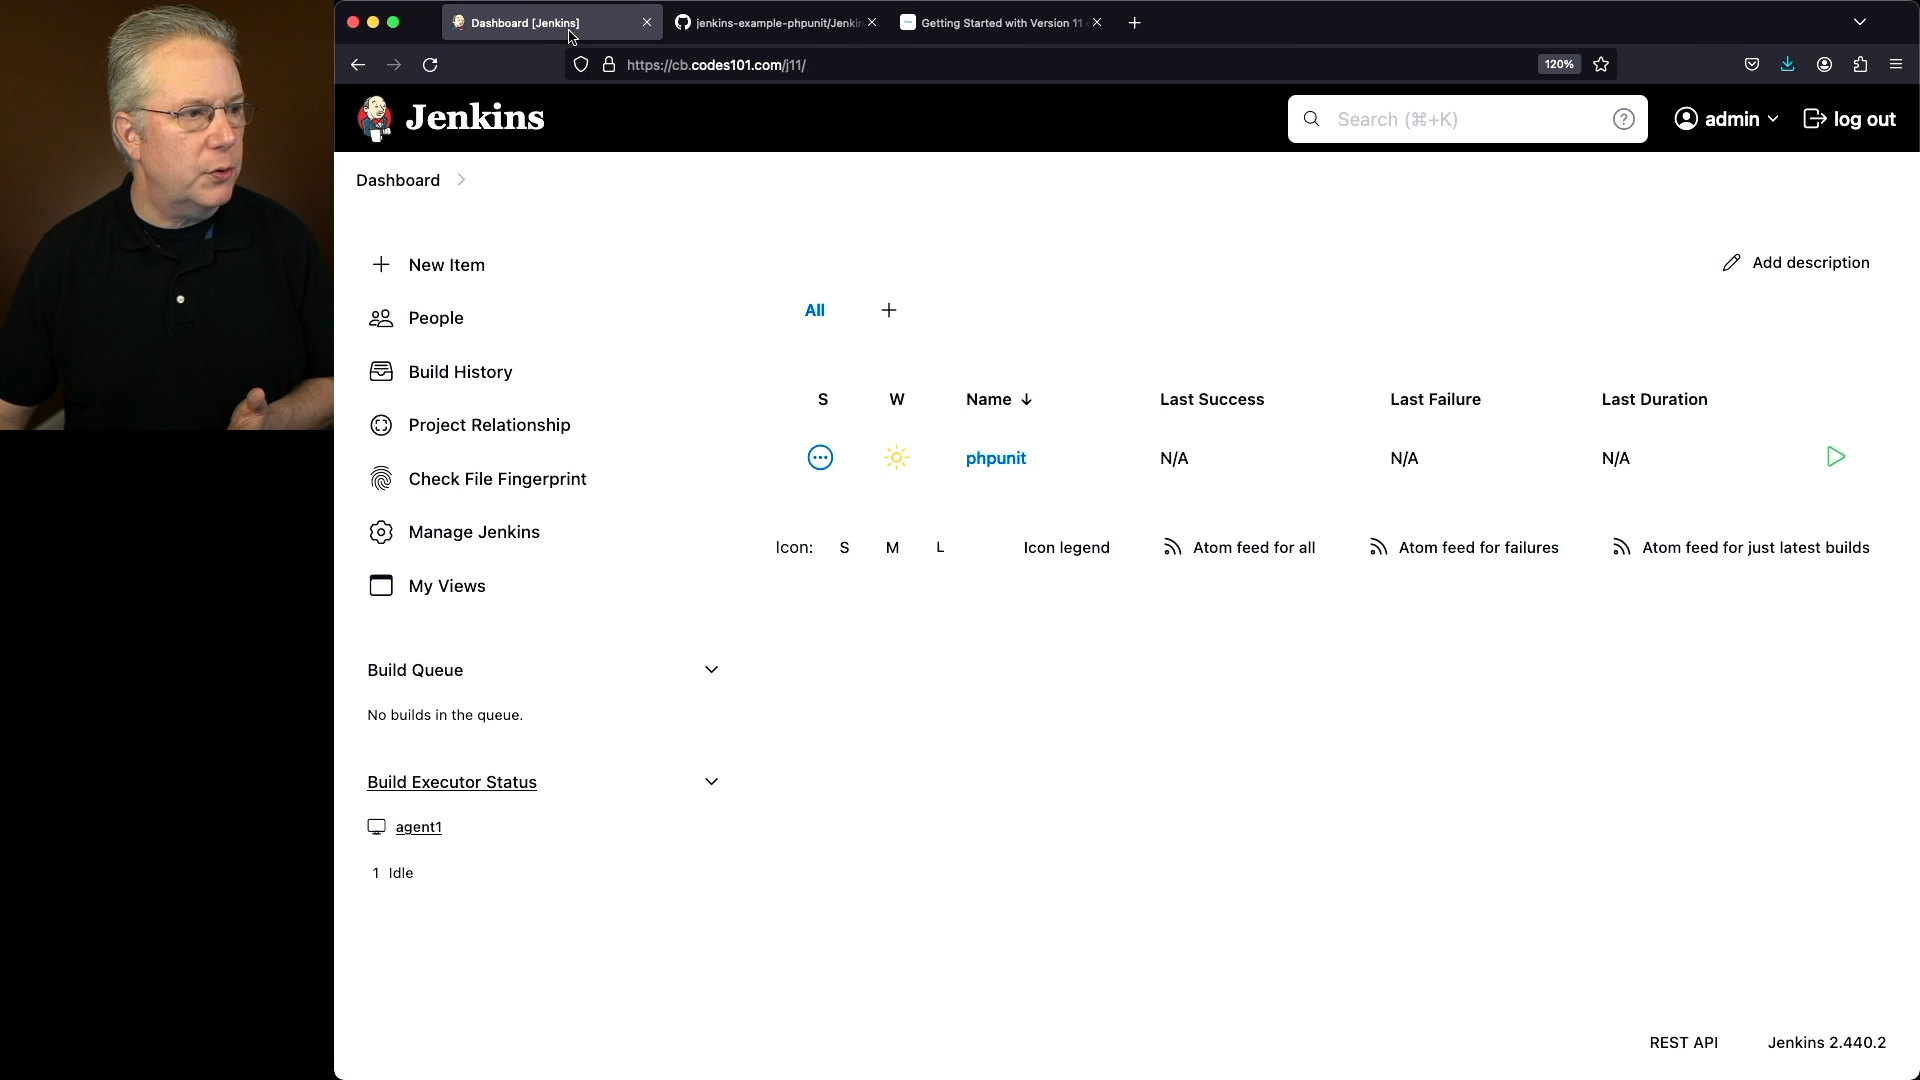 Dashboard [Jenkins]
jenkins-example-phpunit/Jenkin
Getting Started with Version 11
https://cb.codes101.com/j11/
120%
Jenkins
Search (⌘+K)
admin
log out
Dashboard
New Item
Add description
People
All
+
Build History
S W Name ↓ Last Success Last Failure Last Duration
Project Relationship
phpunit N/A N/A N/A
Check File Fingerprint
Manage Jenkins
Icon: S M L
Icon legend
Atom feed for all
Atom feed for failures
Atom feed for just latest builds
My Views
Build Queue
No builds in the queue.
Build Executor Status
agent1
1 Idle
REST API
Jenkins 2.440.2